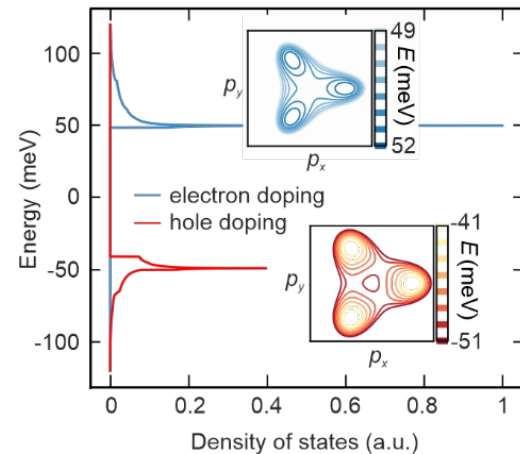 100
50
0
-50
-100
Energy (meV)
49
E (meV)
52
p_y
p_x
electron doping
hole doping
-41
E (meV)
-51
p_y
p_x
0
0.2
0.4
0.6
0.8
1
Density of states (a.u.)